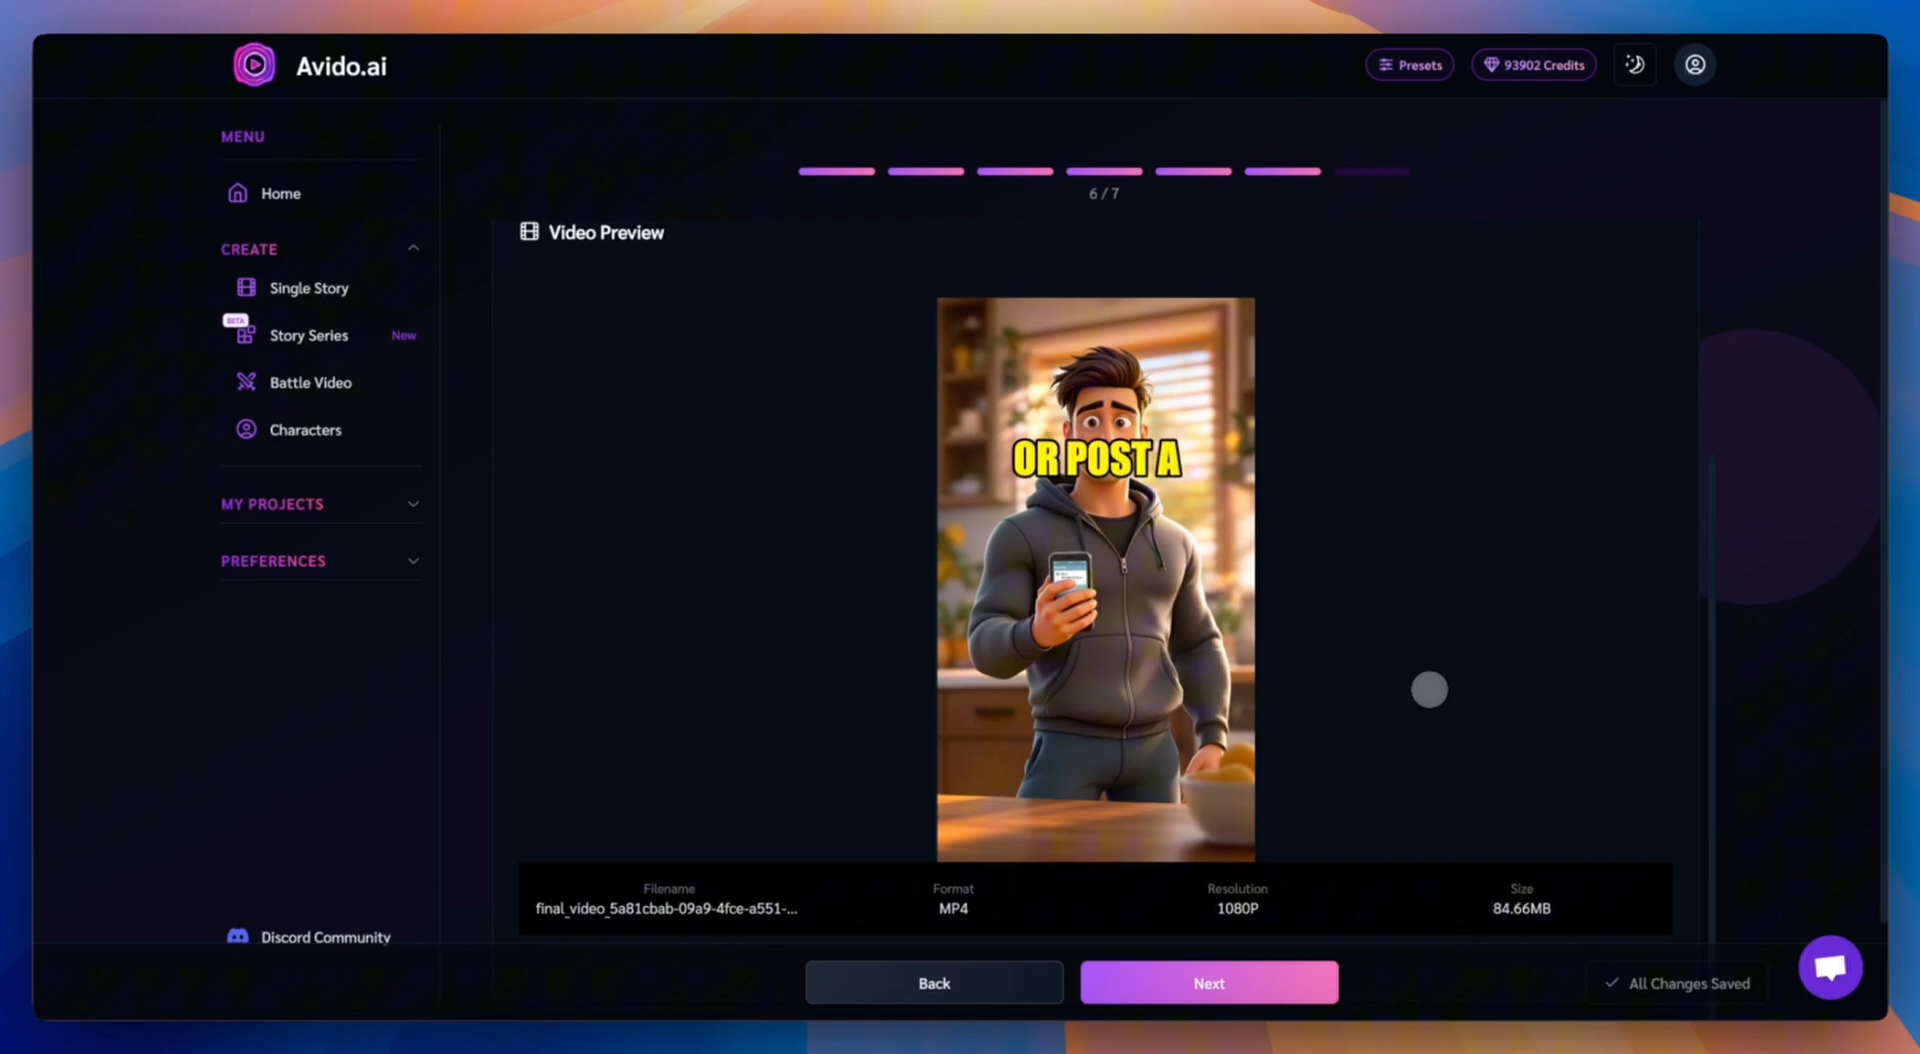 Avido.ai
Presets
93902 Credits
MENU
Home
CREATE
Single Story
BETA
Story Series
New
Battle Video
Characters
MY PROJECTS
PREFERENCES
Discord Community
6 / 7
Video Preview
OR POST A
Filename
Format
Resolution
Size
final_video_5a81cbab-09a9-4fce-a551-...
MP4
1080P
84.66MB
Back
Next
All Changes Saved